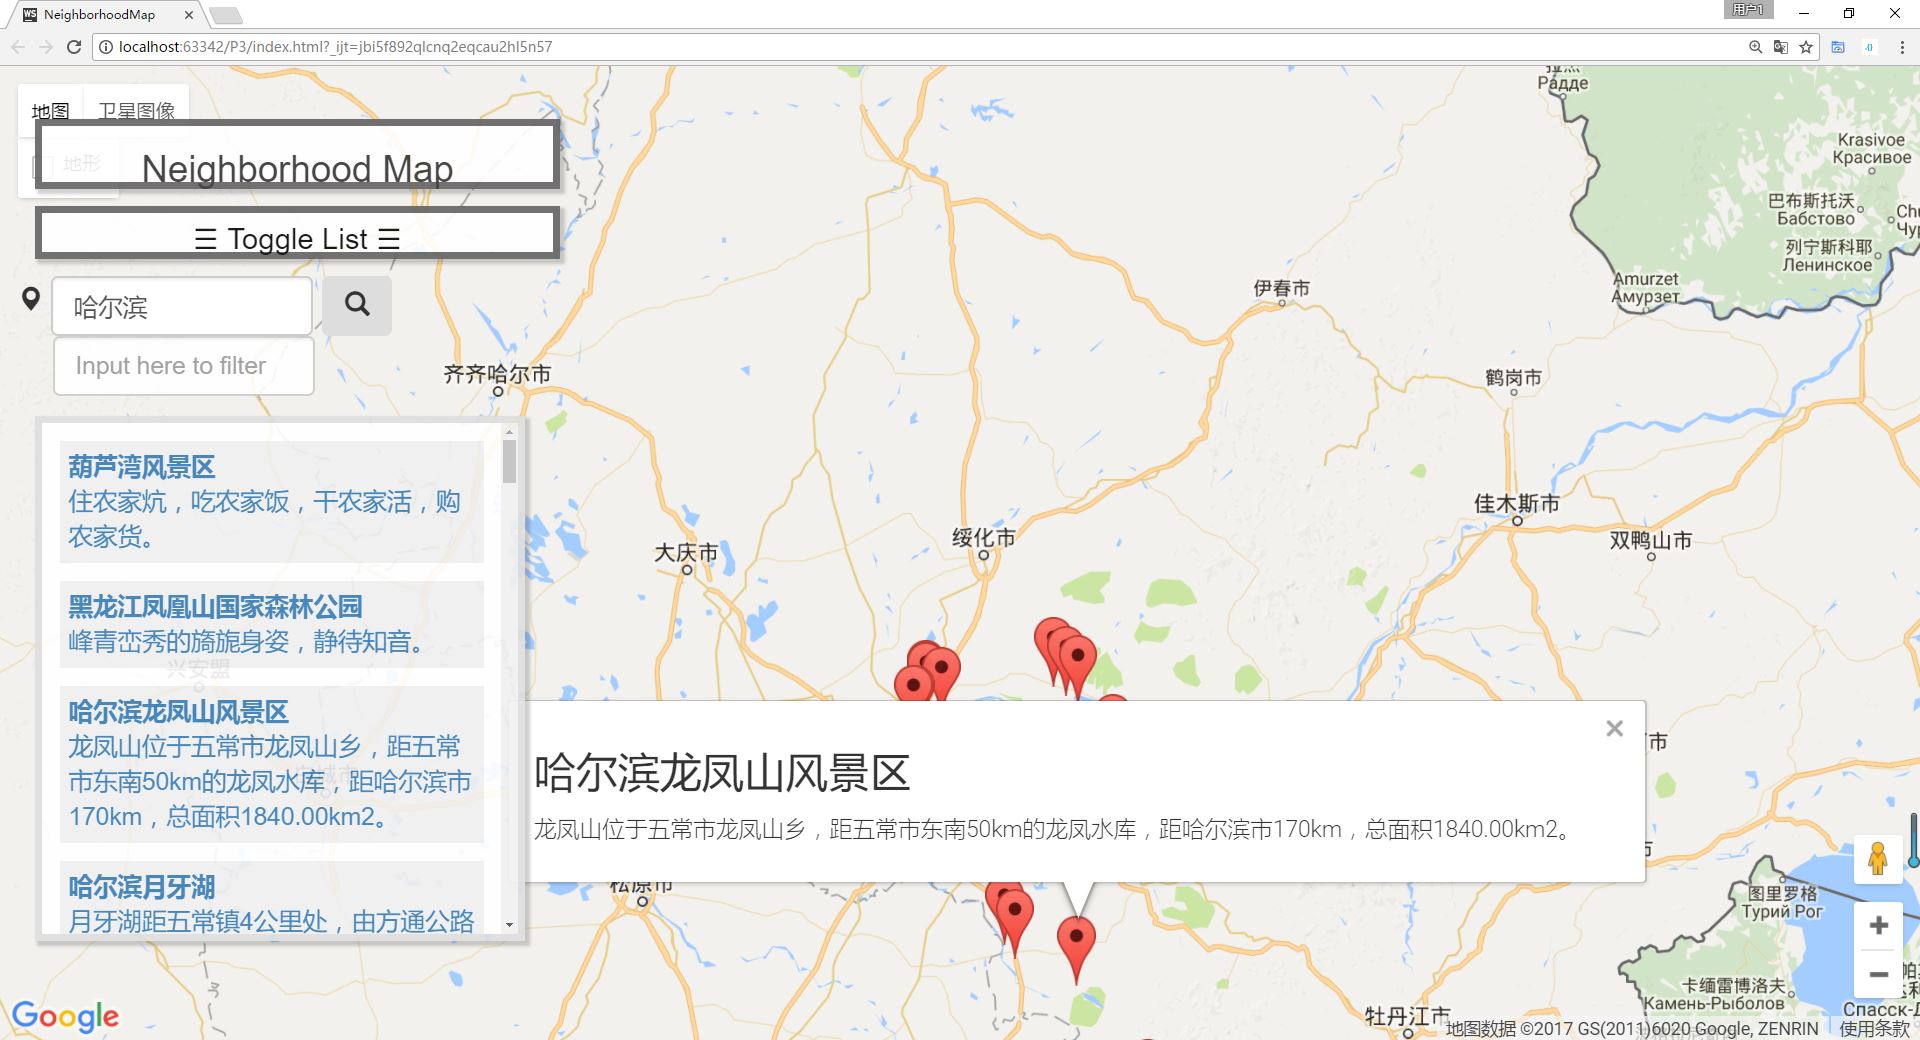 NeighborhoodMap
用户1
localhost:63342/P3/index.html?_ijt=jbi5f892qlcnq2eqcau2hl5n57
地图 卫星图像
地形
Neighborhood Map
☰ Toggle List ☰
哈尔滨
Input here to filter
葫芦湾风景区
住农家炕，吃农家饭，干农家活，购
农家货。
黑龙江凤凰山国家森林公园
峰青峦秀的旖旎身姿，静待知音。
兴安盟
哈尔滨龙凤山风景区
龙凤山位于五常市龙凤山乡，距五常
市东南50km的龙凤水库，距哈尔滨市
170km，总面积1840.00km2。
哈尔滨月牙湖
月牙湖距五常镇4公里处，由方通公路
哈尔滨龙凤山风景区
龙凤山位于五常市龙凤山乡，距五常市东南50km的龙凤水库，距哈尔滨市170km，总面积1840.00km2。
Радде
Krasivoe
Красивое
巴布斯托沃
Бабстово
列宁斯科耶
Ленинское
Amurzet
Амурзет
伊春市
齐齐哈尔市
鹤岗市
佳木斯市
双鸭山市
绥化市
大庆市
松原市
图里罗格
Турий Рог
卡缅雷博洛夫
Камень-Рыболов
牡丹江市
Google
地图数据 ©2017 GS(2011)6020 Google, ZENRIN
使用条款